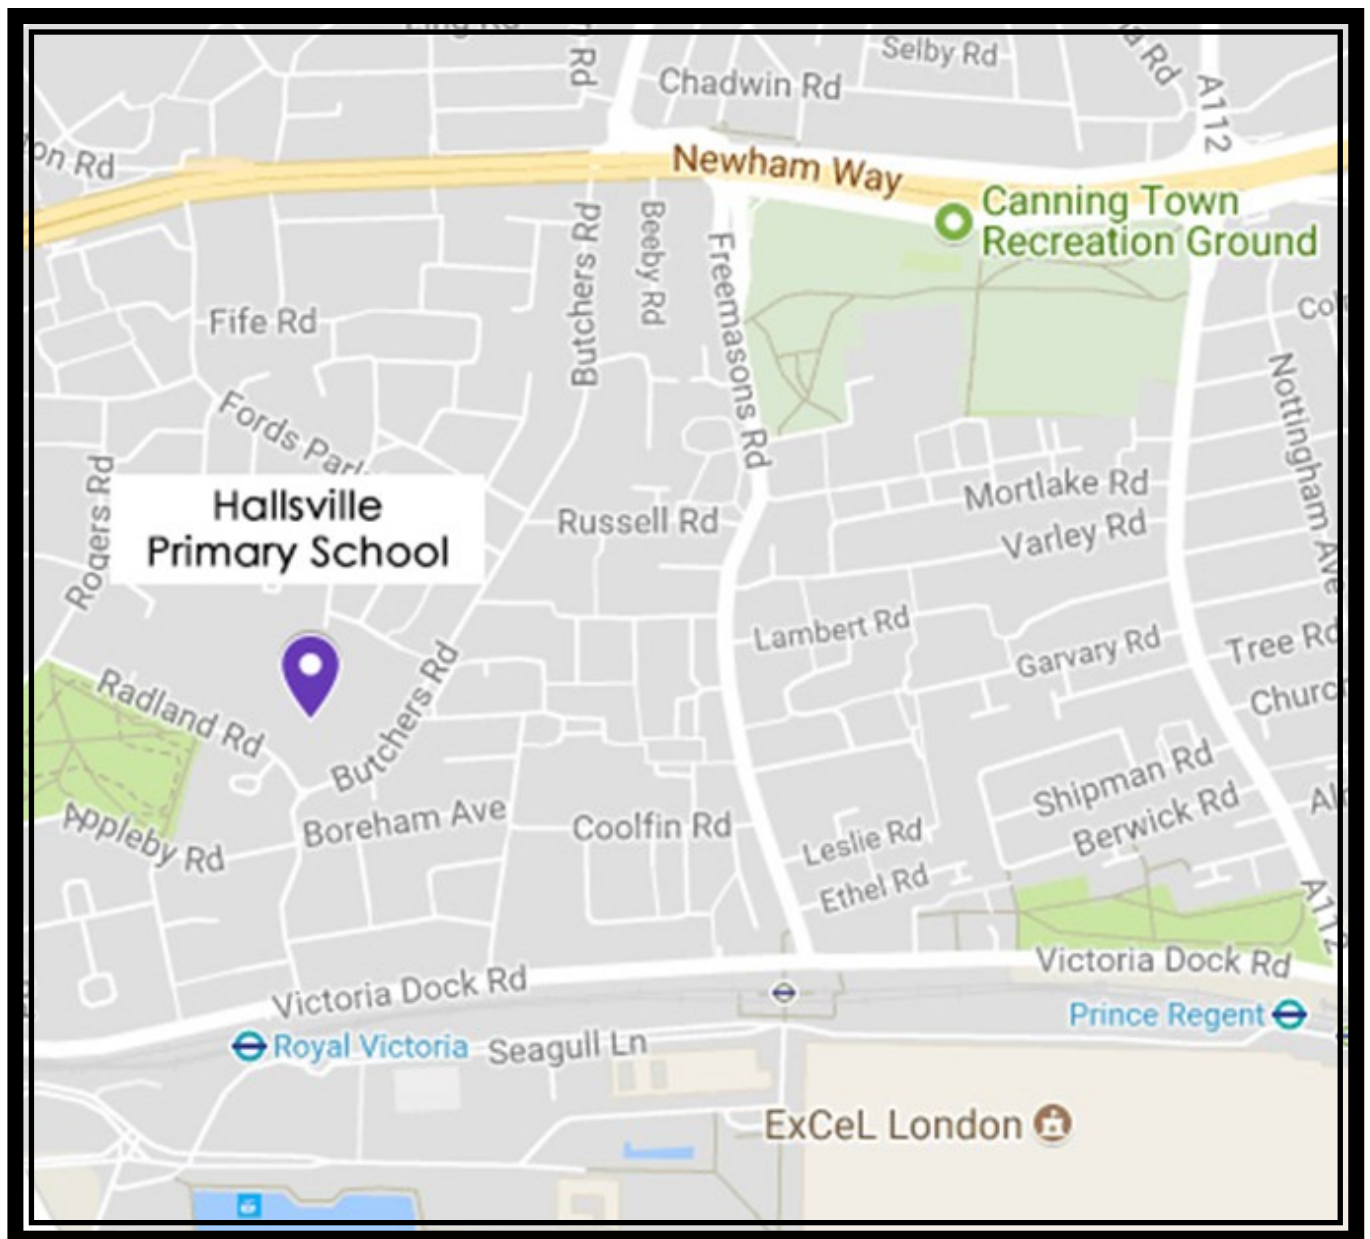 Rd
Selby Rd
Chadwin Rd
Rd
A112
on Rd
Newham Way
Canning Town
Recreation Ground
Butchers Rd
Beeby Rd
Freemasons Rd
Fife Rd
Nottingham Ave
Fords Park
Rogers Rd
Hallsville
Primary School
Mortlake Rd
Russell Rd
Varley Rd
Lambert Rd
Garvary Rd
Tree Rd
Radland Rd
Butchers Rd
Shipman Rd
Berwick Rd
Appleby Rd
Boreham Ave
Coolfin Rd
Leslie Rd
Ethel Rd
A112
Victoria Dock Rd
Victoria Dock Rd
Prince Regent
Royal Victoria
Seagull Ln
ExCeL London